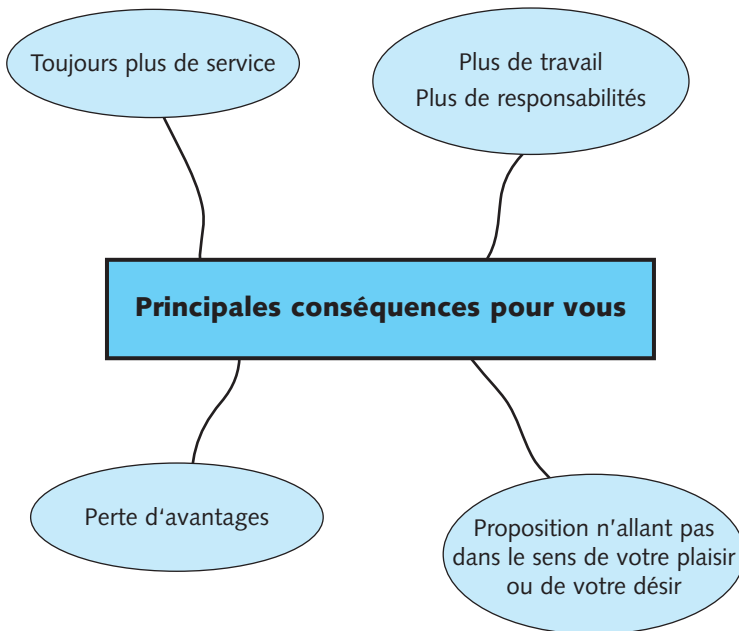 Toujours plus de service
Plus de travail
Plus de responsabilités
Principales conséquences pour vous
Perte d‘avantages
Proposition n’allant pas
dans le sens de votre plaisir
ou de votre désir